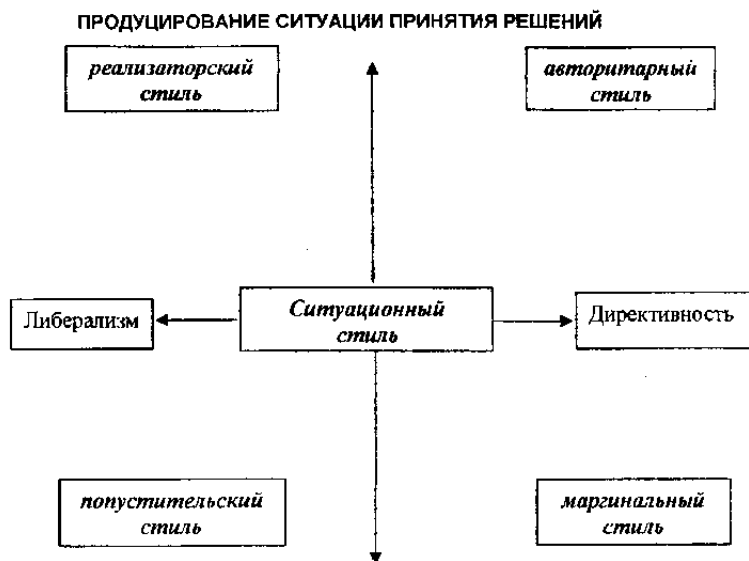 ПРОДУЦИРОВАНИЕ СИТУАЦИИ ПРИНЯТИЯ РЕШЕНИЙ
реализаторский
стиль
авторитарный
стиль
Либерализм
Ситуационный
стиль
Директивность
попустительский
стиль
маргинальный
стиль